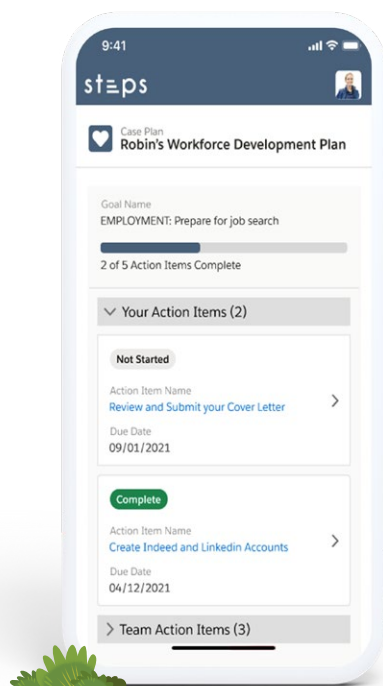 9:41
steps
Case Plan
Robin's Workforce Development Plan
Goal Name
EMPLOYMENT: Prepare for job search
2 of 5 Action Items Complete
Your Action Items (2)
Not Started
Action Item Name
Review and Submit your Cover Letter
Due Date
09/01/2021
Complete
Action Item Name
Create Indeed and Linkedin Accounts
Due Date
04/12/2021
Team Action Items (3)